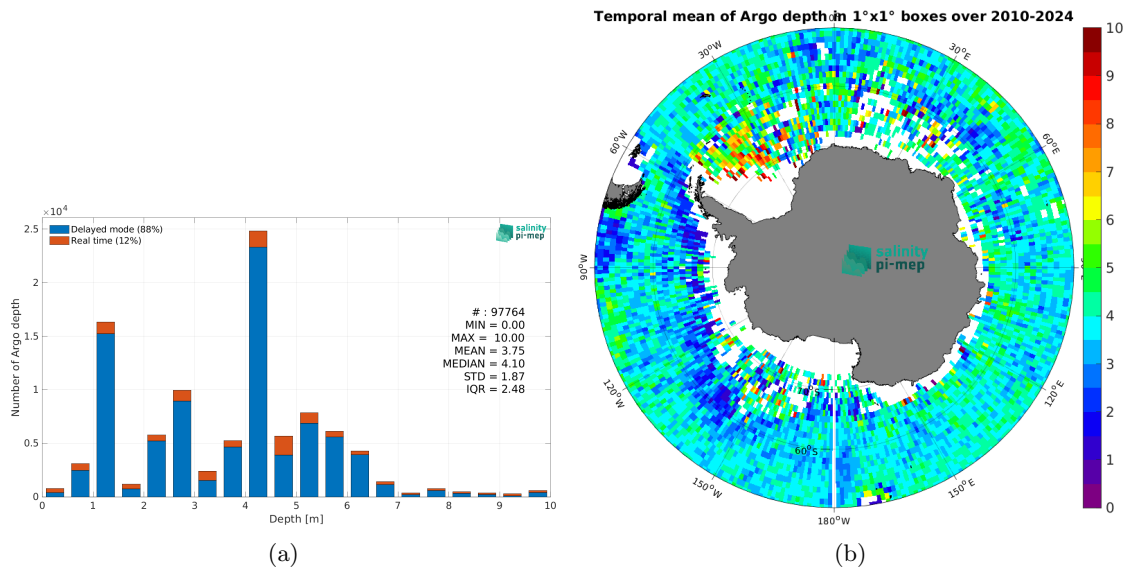 ×10⁴
2.5
2
1.5
1
0.5
0
Number of Argo depth
Delayed mode (88%)
Real time (12%)
salinity
pi-mep
# : 97764
MIN = 0.00
MAX = 10.00
MEAN = 3.75
MEDIAN = 4.10
STD = 1.87
IQR = 2.48
0 1 2 3 4 5 6 7 8 9 10
Depth [m]
(a)
Temporal mean of Argo depth in 1°x1° boxes over 2010-2024
30°W
30°E
60°W
60°E
90°W
120°W
120°E
150°W
150°E
180°W
60°S
salinity
pi-mep
10
9
8
7
6
5
4
3
2
1
0
(b)